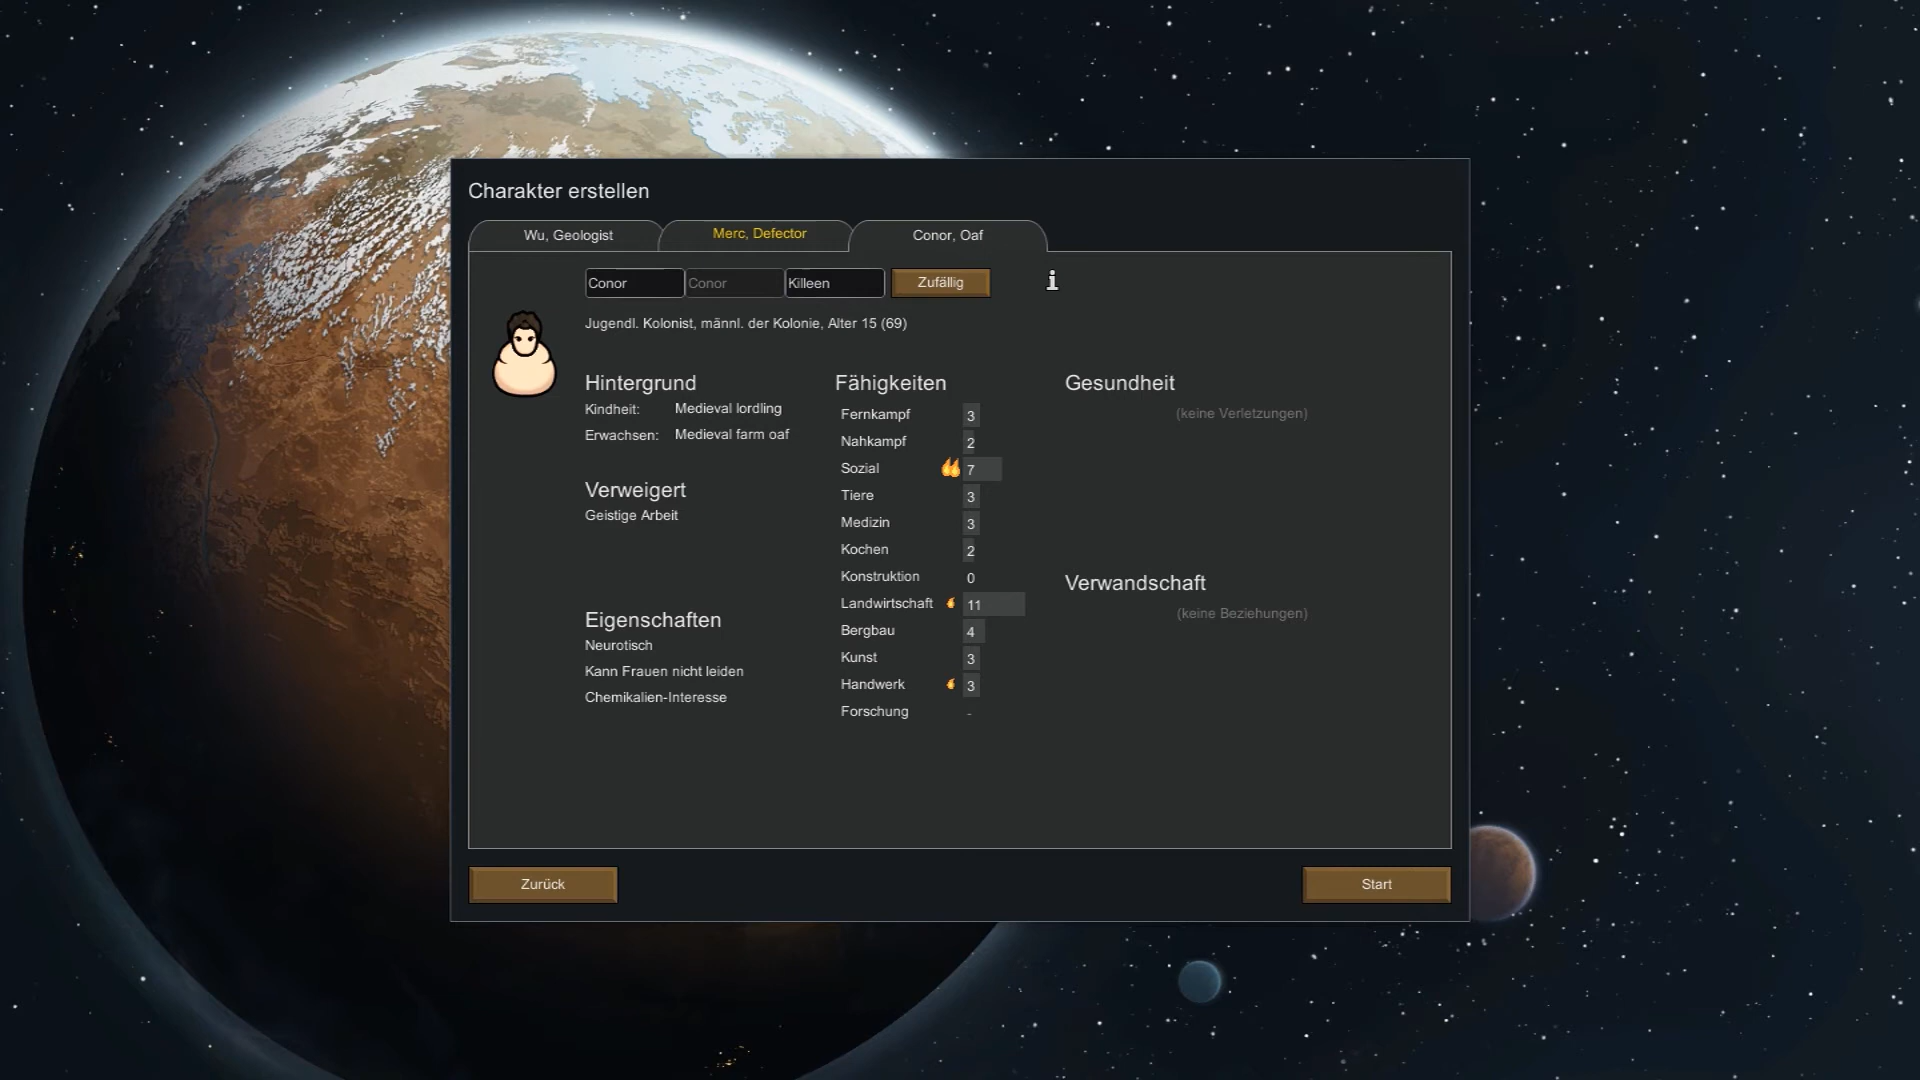 Charakter erstellen
Wu, Geologist
Merc, Defector
Conor, Oaf
Conor
Conor
Killeen
Zufällig
Jugendl. Kolonist, männl. der Kolonie, Alter 15 (69)
Hintergrund
Kindheit: Medieval lordling
Erwachsen: Medieval farm oaf
Verweigert
Geistige Arbeit
Eigenschaften
Neurotisch
Kann Frauen nicht leiden
Chemikalien-Interesse
Fähigkeiten
Fernkampf 3
Nahkampf 2
Sozial 7
Tiere 3
Medizin 3
Kochen 2
Konstruktion 0
Landwirtschaft 11
Bergbau 4
Kunst 3
Handwerk 3
Forschung -
Gesundheit
(keine Verletzungen)
Verwandschaft
(keine Beziehungen)
Zurück
Start